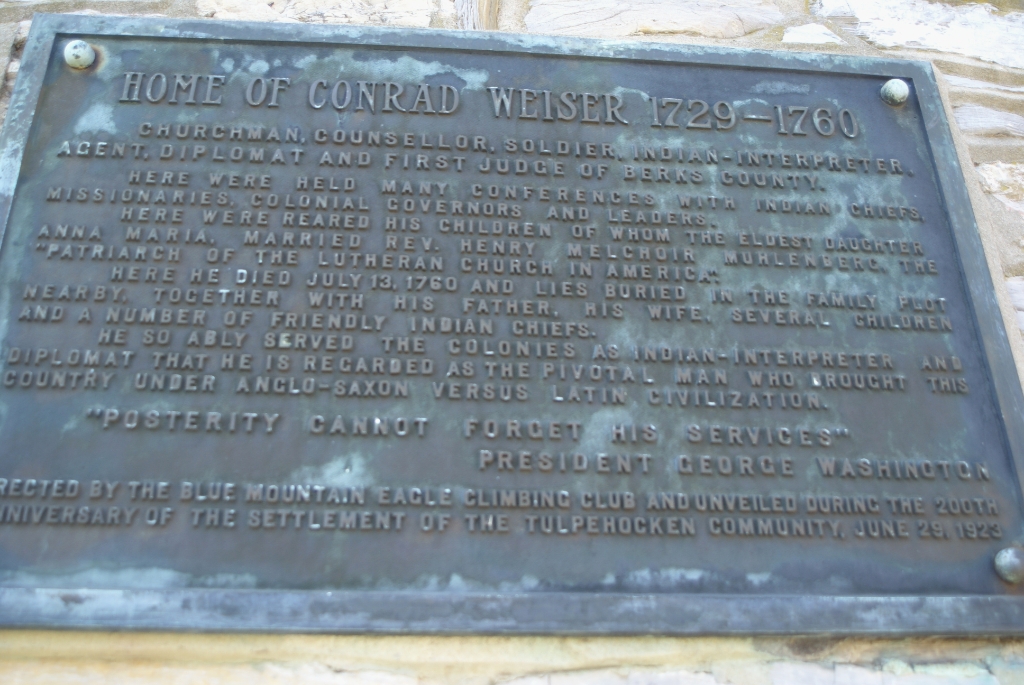 HOME OF CONRAD WEISER 1729-1760
CHURCHMAN, COUNSELLOR, SOLDIER, INDIAN-INTERPRETER,
AGENT, DIPLOMAT AND FIRST JUDGE OF BERKS COUNTY.
HERE WERE HELD MANY CONFERENCES WITH INDIAN CHIEFS,
MISSIONARIES, COLONIAL GOVERNORS AND LEADERS.
HERE WERE REARED HIS CHILDREN OF WHOM THE ELDEST DAUGHTER
ANNA MARIA, MARRIED REV. HENRY MELCHOIR MUHLENBERG THE
"PATRIARCH OF THE LUTHERAN CHURCH IN AMERICA."
HERE HE DIED JULY 13, 1760 AND LIES BURIED IN THE FAMILY PLOT
NEARBY, TOGETHER WITH HIS FATHER, HIS WIFE, SEVERAL CHILDREN
AND A NUMBER OF FRIENDLY INDIAN CHIEFS.
HE SO ABLY SERVED THE COLONIES AS INDIAN-INTERPRETER AND
DIPLOMAT THAT HE IS REGARDED AS THE PIVOTAL MAN WHO BROUGHT THIS
COUNTRY UNDER ANGLO-SAXON VERSUS LATIN CIVILIZATION.
"POSTERITY CANNOT FORGET HIS SERVICES"
PRESIDENT GEORGE WASHINGTON
RECTED BY THE BLUE MOUNTAIN EAGLE CLIMBING CLUB AND UNVEILED DURING THE 200TH
NIVERSARY OF THE SETTLEMENT OF THE TULPEHOCKEN COMMUNITY, JUNE 29, 1923